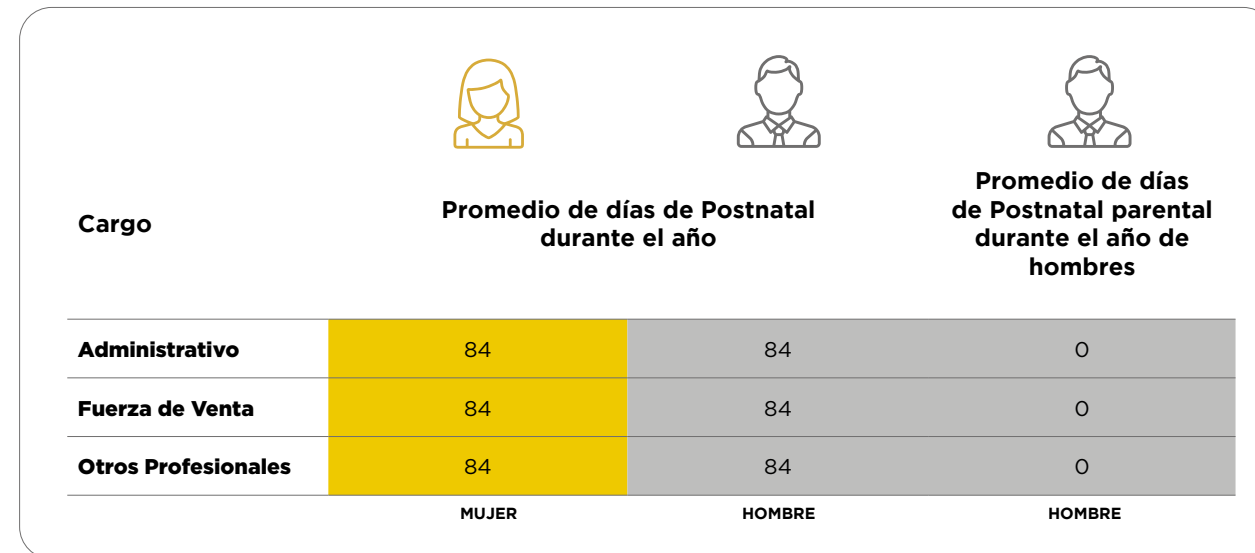 Cargo
Promedio de días de Postnatal
durante el año
Promedio de días
de Postnatal parental
durante el año de
hombres
Administrativo 84 84 0
Fuerza de Venta 84 84 0
Otros Profesionales 84 84 0
MUJER HOMBRE HOMBRE